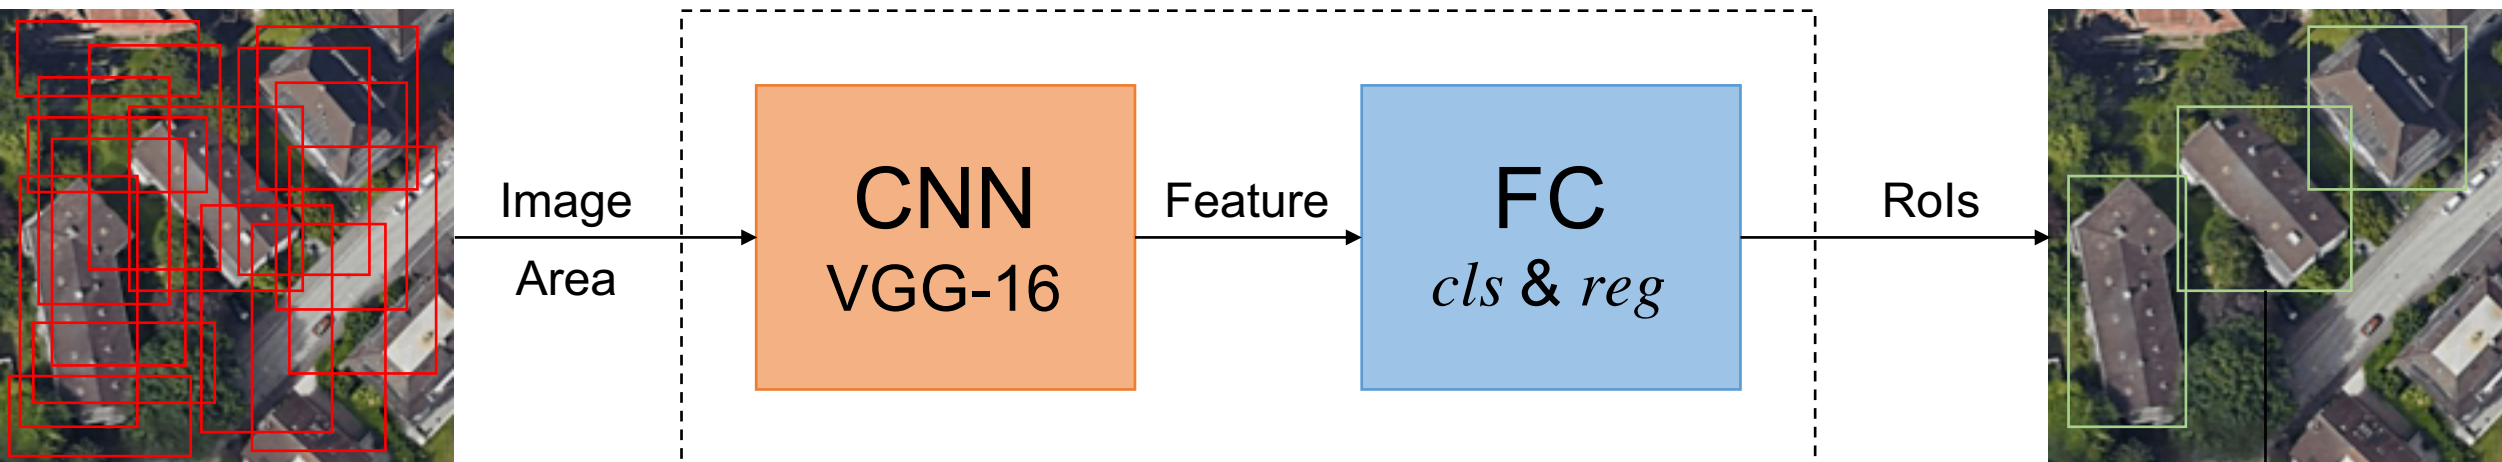 Image
Area
CNN
VGG-16
Feature
FC
cls & reg
RoIs